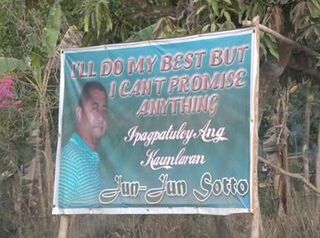 I'LL DO MY BEST BUT
I CAN'T PROMISE
ANYTHING
Ipagpatuloy Ang
Kaunlaran
Jun-Jun Sotto